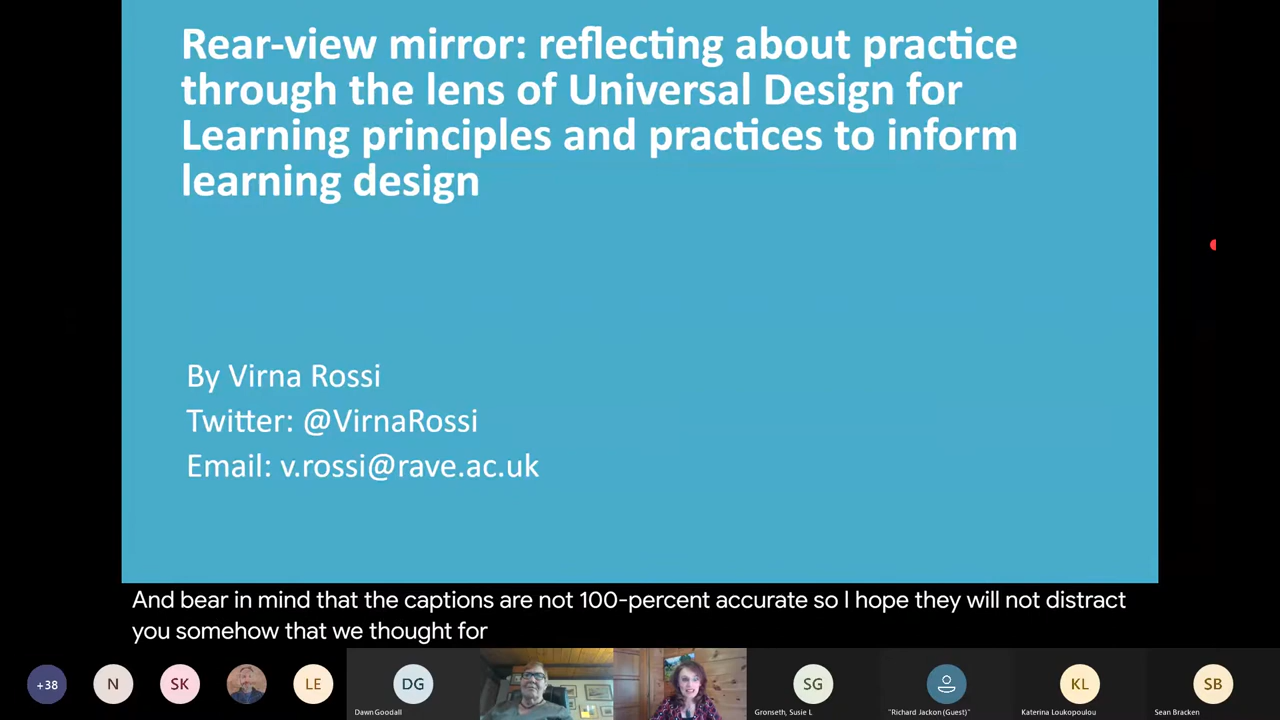 Rear-view mirror: reflecting about practice
through the lens of Universal Design for
Learning principles and practices to inform
learning design
By Virna Rossi
Twitter: @VirnaRossi
Email: v.rossi@rave.ac.uk
And bear in mind that the captions are not 100-percent accurate so I hope they will not distract
you somehow that we thought for
+38
N
SK
LE
DG
SG
KL
SB
Dawn Goodall
Gronseth, Susie L
"Richard Jackon (Guest)"
Katerina Loukopoulou
Sean Bracken